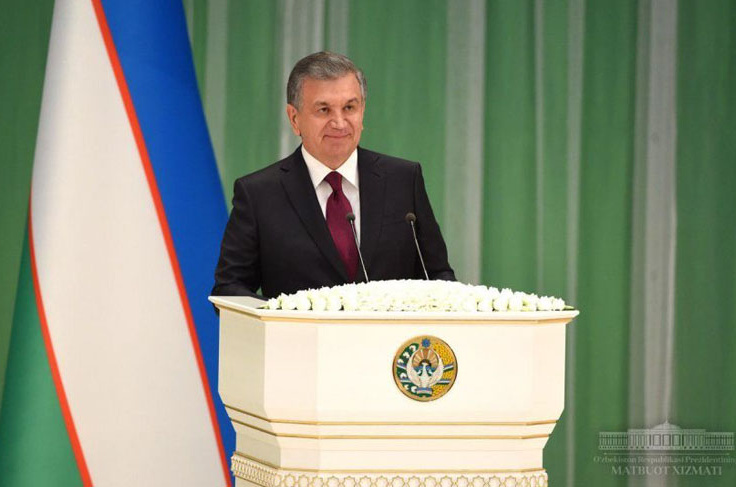 O'zbekiston Respublikasi Prezidentining
MATBUOT XIZMATI